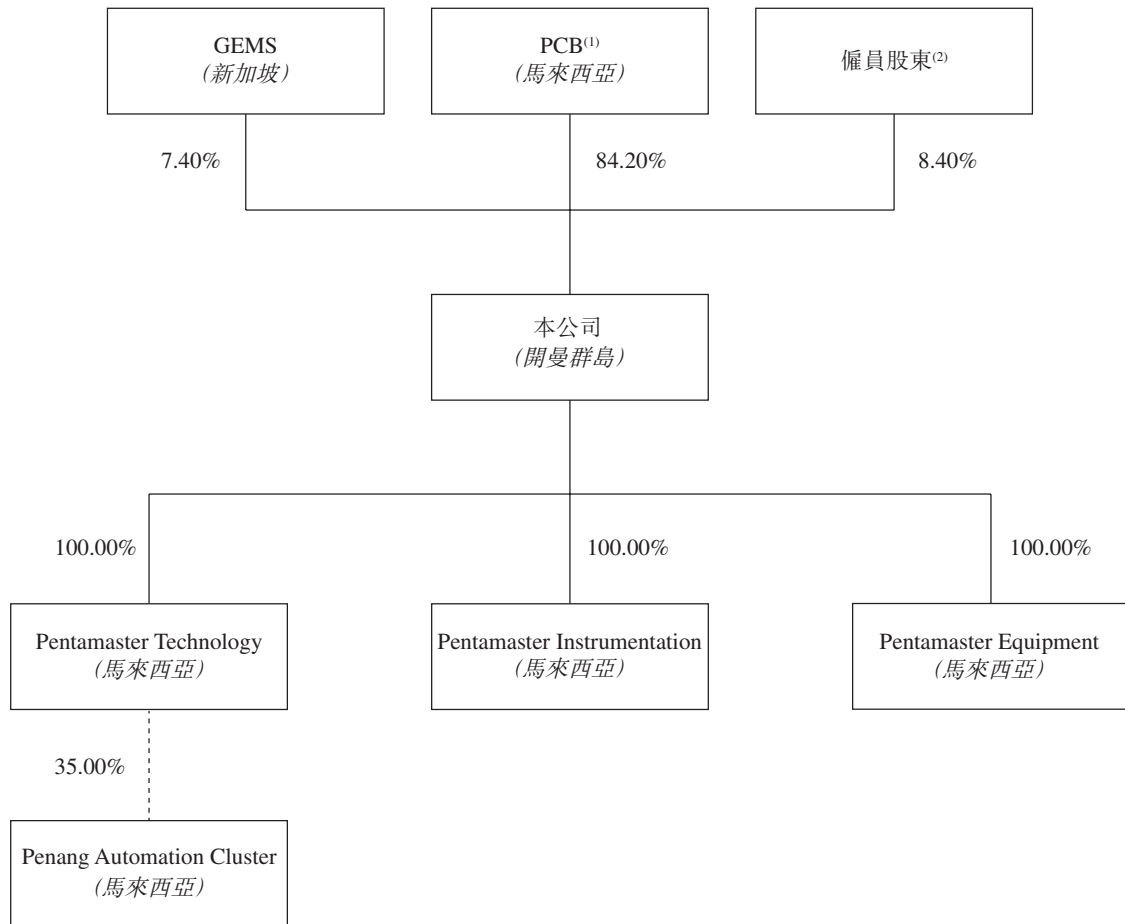 GEMS
(新加坡)
PCB(1)
(馬來西亞)
僱員股東(2)
7.40%
84.20%
8.40%
本公司
(開曼群島)
100.00%
100.00%
100.00%
Pentamaster Technology
(馬來西亞)
Pentamaster Instrumentation
(馬來西亞)
Pentamaster Equipment
(馬來西亞)
35.00%
Penang Automation Cluster
(馬來西亞)